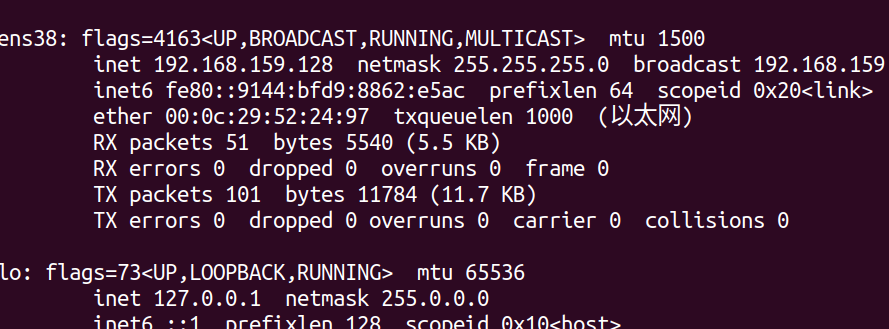 ens38: flags=4163<UP,BROADCAST,RUNNING,MULTICAST>  mtu 1500
inet 192.168.159.128  netmask 255.255.255.0  broadcast 192.168.159
inet6 fe80::9144:bfd9:8862:e5ac  prefixlen 64  scopeid 0x20<link>
ether 00:0c:29:52:24:97  txqueuelen 1000  (以太网)
RX packets 51  bytes 5540 (5.5 KB)
RX errors 0  dropped 0  overruns 0  frame 0
TX packets 101  bytes 11784 (11.7 KB)
TX errors 0  dropped 0 overruns 0  carrier 0  collisions 0
lo: flags=73<UP,LOOPBACK,RUNNING>  mtu 65536
inet 127.0.0.1  netmask 255.0.0.0
inet6 ::1  prefixlen 128  scopeid 0x10<host>